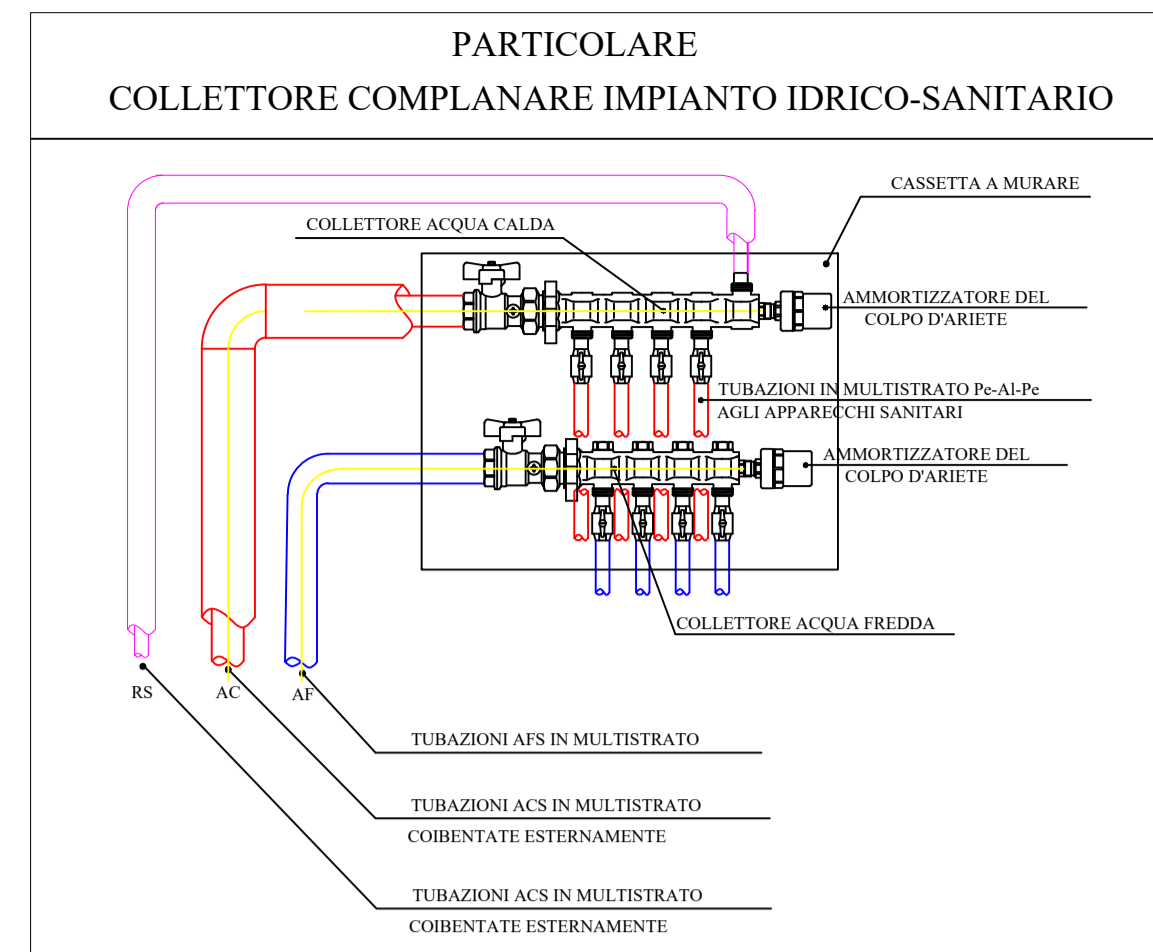 PARTICOLARE
COLLETTORE COMPLANARE IMPIANTO IDRICO-SANITARIO
CASSETTA A MURARE
COLLETTORE ACQUA CALDA
AMMORTIZZATORE DEL
COLPO D'ARIETE
TUBAZIONI IN MULTISTRATO Pe-Al-Pe
AGLI APPARECCHI SANITARI
AMMORTIZZATORE DEL
COLPO D'ARIETE
COLLETTORE ACQUA FREDDA
RS
AC
AF
TUBAZIONI AFS IN MULTISTRATO
TUBAZIONI ACS IN MULTISTRATO
COIBENTATE ESTERNAMENTE
TUBAZIONI ACS IN MULTISTRATO
COIBENTATE ESTERNAMENTE